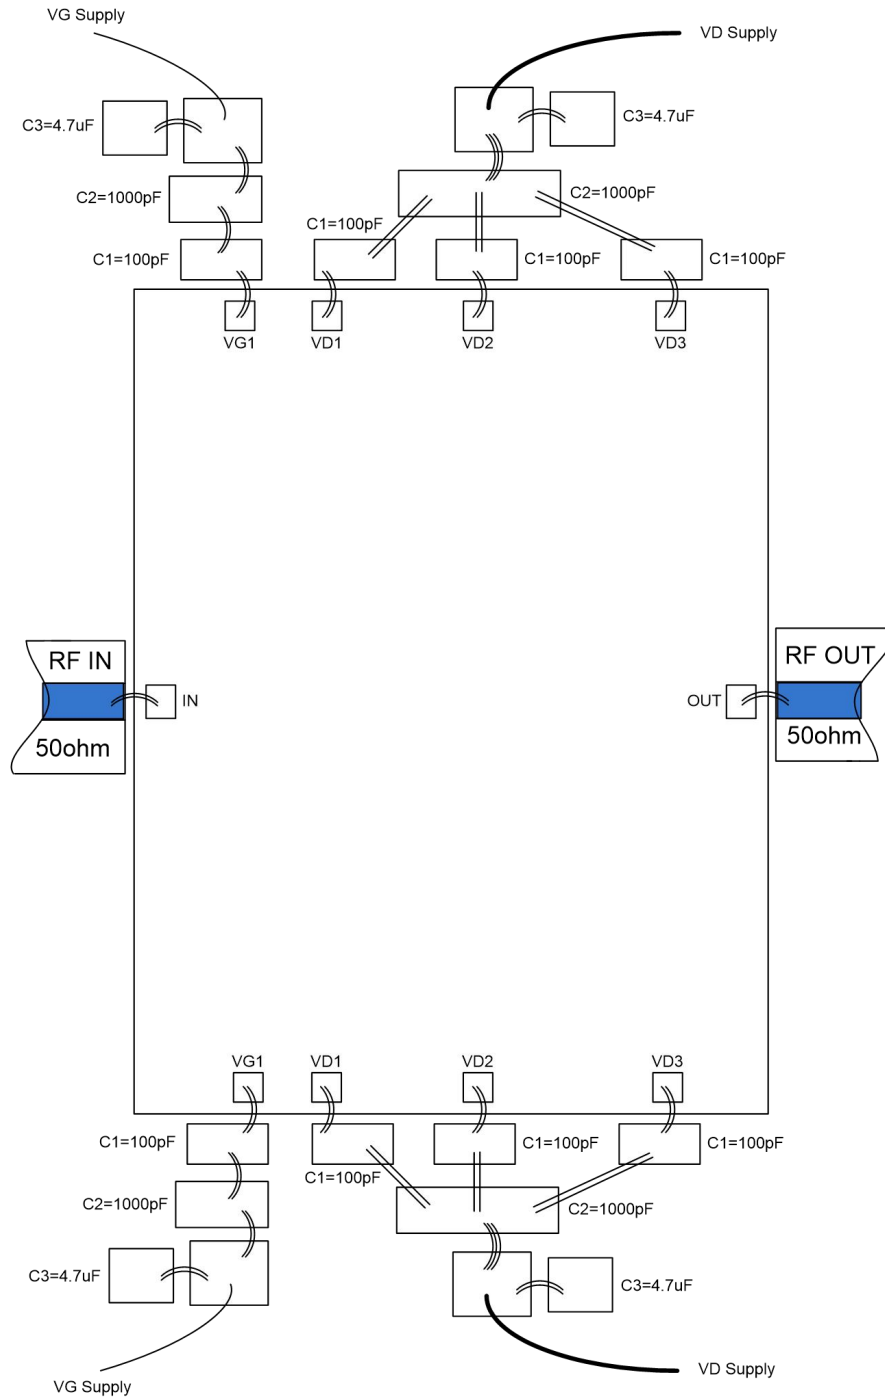 VG Supply
VD Supply
C3=4.7uF
C3=4.7uF
C2=1000pF
C2=1000pF
C1=100pF
C1=100pF
C1=100pF
C1=100pF
VG1
VD1
VD2
VD3
RF IN
IN
50ohm
OUT
RF OUT
50ohm
VG1
VD1
VD2
VD3
C1=100pF
C1=100pF
C1=100pF
C1=100pF
C2=1000pF
C2=1000pF
C3=4.7uF
C3=4.7uF
VG Supply
VD Supply